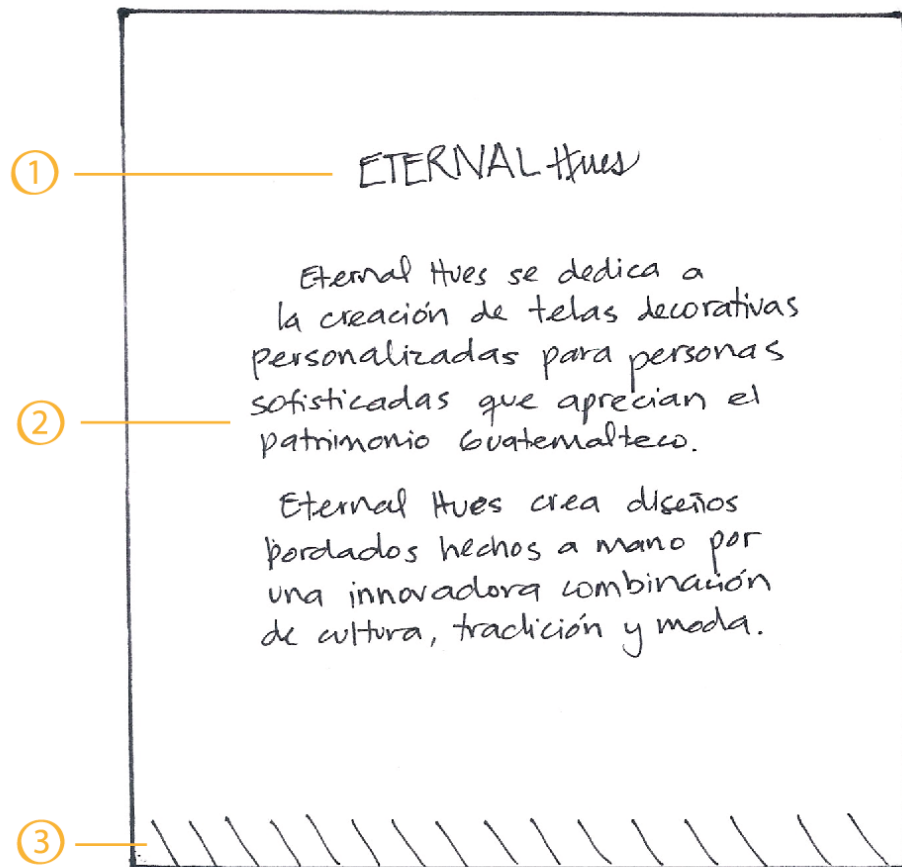 1
ETERNAL Hues
Eternal Hues se dedica a
la creación de telas decorativas
personalizadas para personas
sofisticadas que aprecian el
2
patrimonio Guatemalteco.
Eternal Hues crea diseños
bordados hechos a mano por
una innovadora combinación
de cultura, tradición y moda.
3